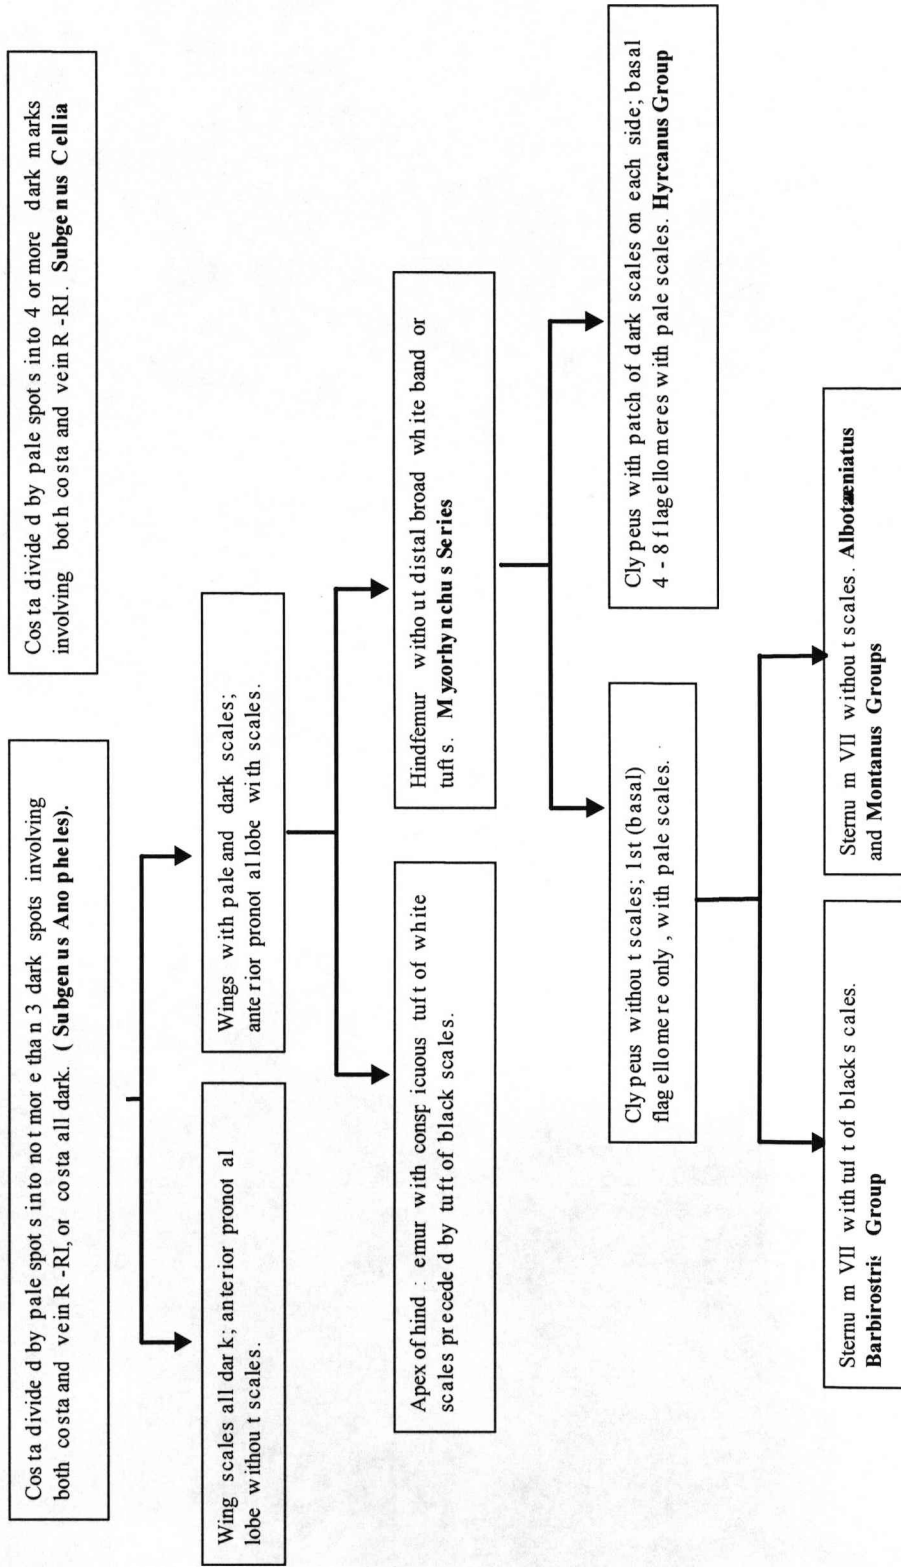 Costa divided by pale spots into not more than 3 dark spots involving
both costa and vein R-RI, or costa all dark. (Subgenus Anopheles).
Costa divided by pale spots into 4 or more dark marks
involving both costa and vein R-RI. Subgenus Cellia
Wing scales all dark; anterior pronotal
lobe without scales.
Wings with pale and dark scales;
anterior pronotal lobe with scales.
Apex of hind femur with conspicuous tuft of white
scales preceded by tuft of black scales.
Hindfemur without distal broad white band or
tufts. Myzorhynchus Series
Clypeus without scales; 1st (basal)
flagellomere only, with pale scales.
Clypeus with patch of dark scales on each side; basal
4 - 8 flagellomeres with pale scales. Hyrcanus Group
Sternum VII with tuft of black scales.
Barbirostris Group
Sternum VII without scales. Albotaeniatus
and Montanus Groups